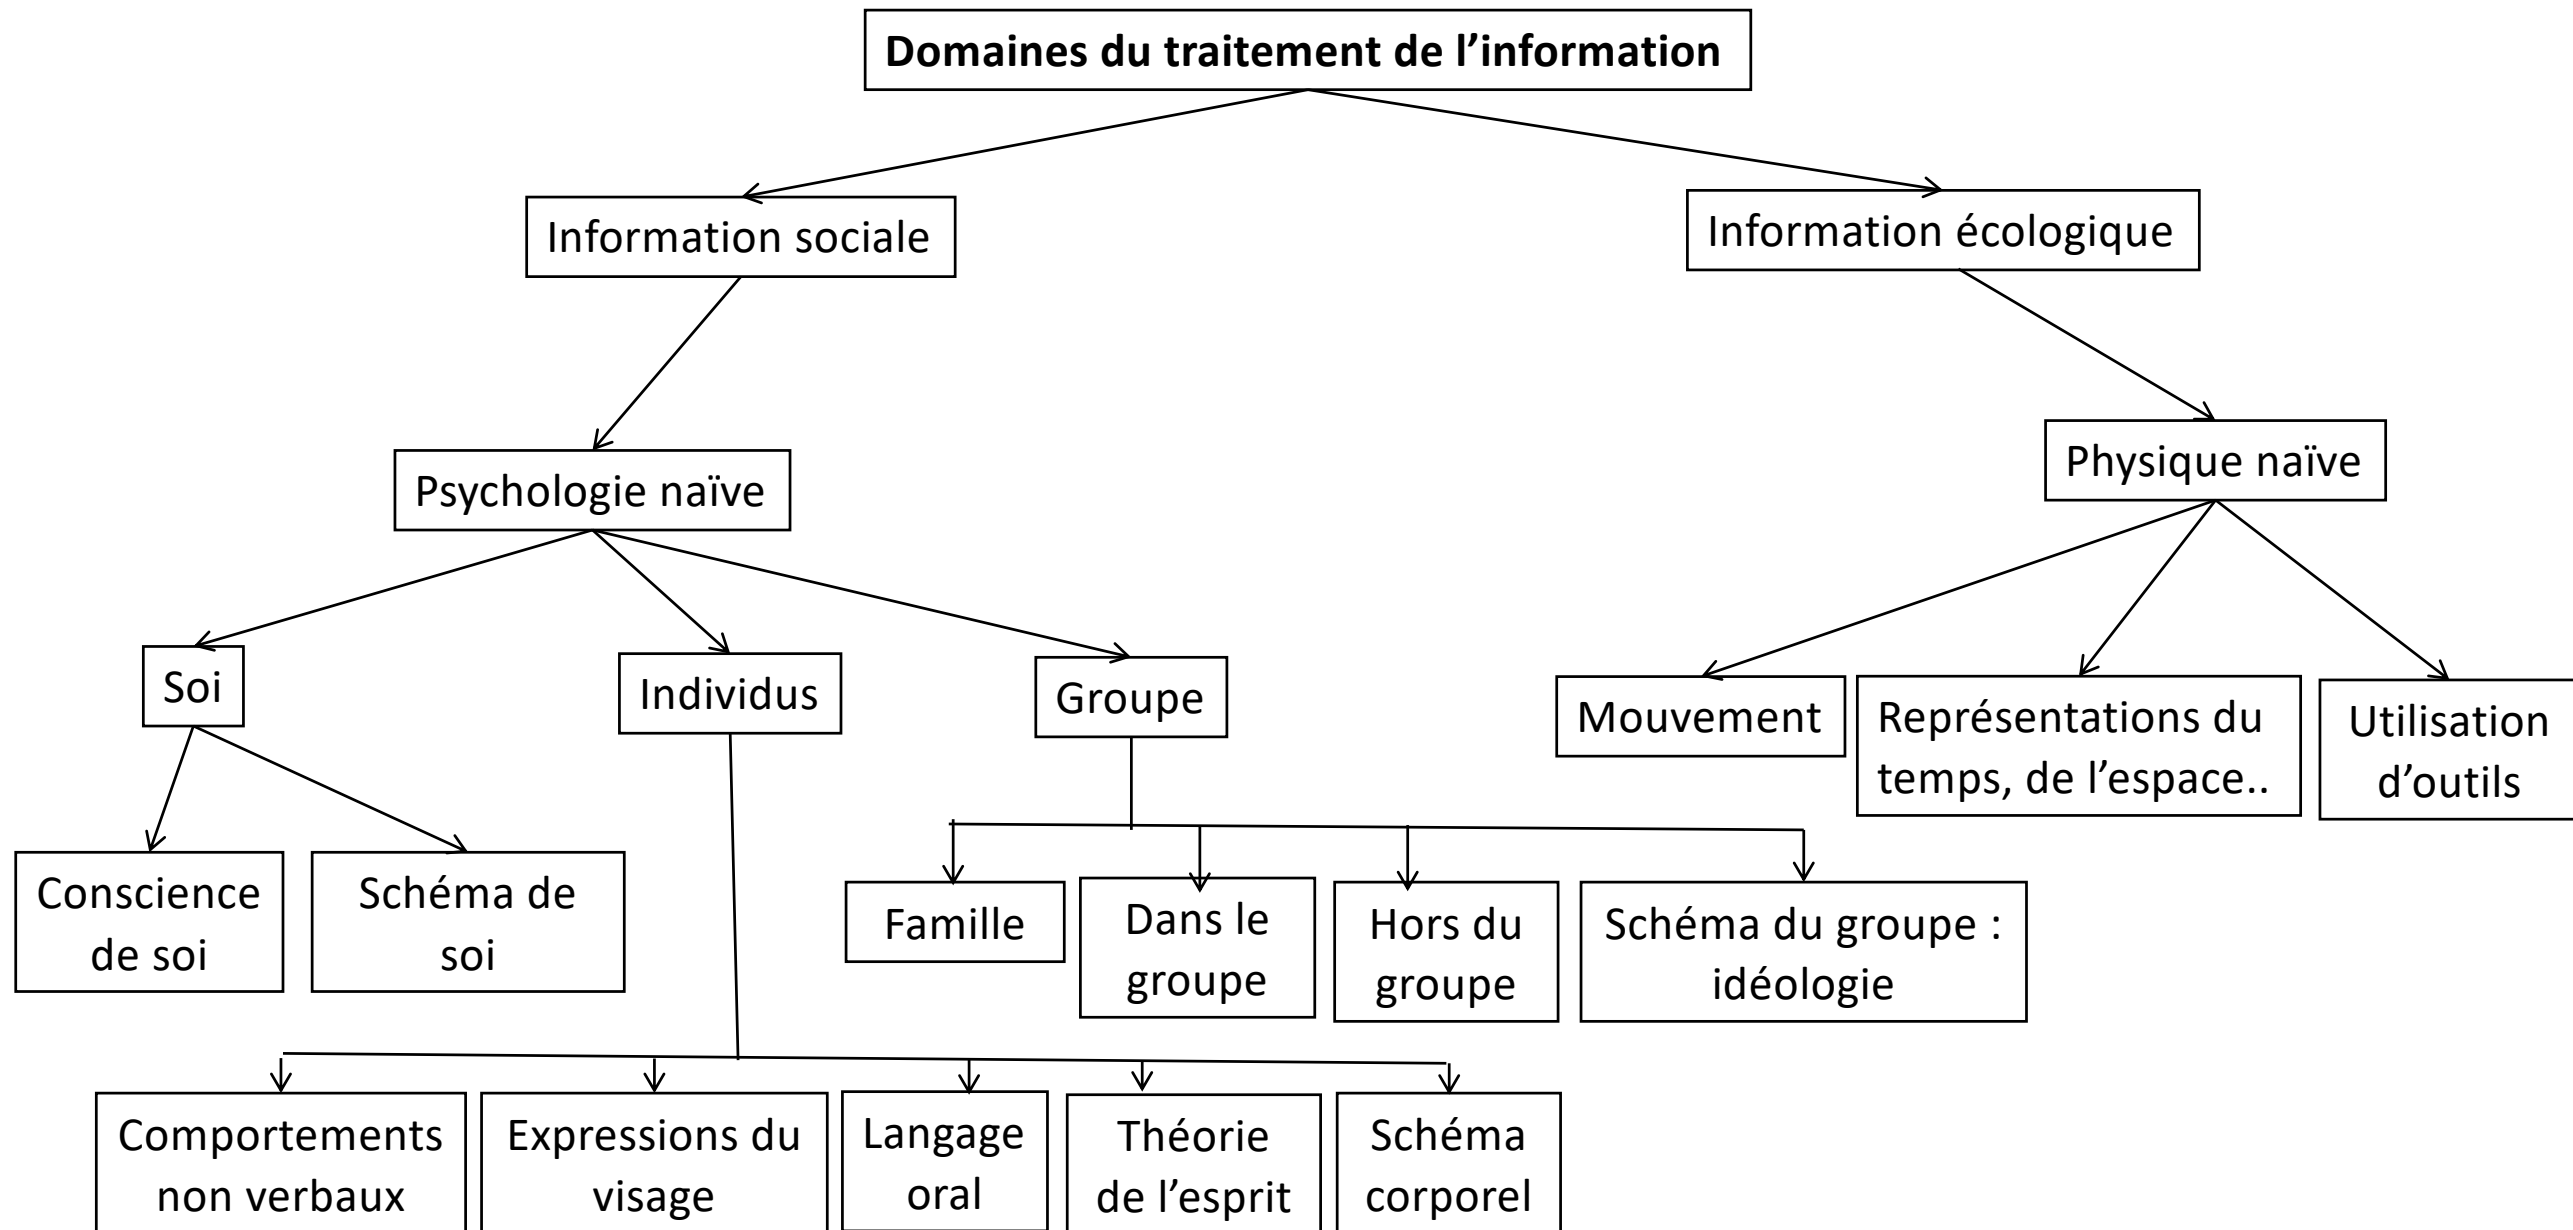 Domaines du traitement de l’information
Information sociale
Information écologique
Psychologie naïve
Physique naïve
Soi
Individus
Groupe
Mouvement
Représentations du
temps, de l’espace..
Utilisation
d’outils
Conscience
de soi
Schéma de
soi
Famille
Dans le
groupe
Hors du
groupe
Schéma du groupe :
idéologie
Comportements
non verbaux
Expressions du
visage
Langage
oral
Théorie
de l’esprit
Schéma
corporel